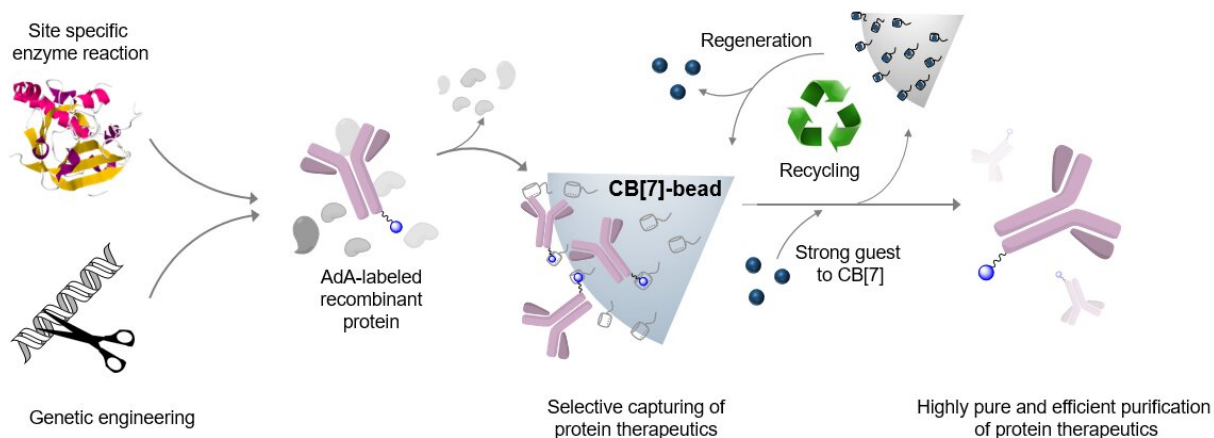 Site specific
enzyme reaction
Genetic engineering
AdA-labeled
recombinant
protein
CB[7]-bead
Selective capturing of
protein therapeutics
Regeneration
Recycling
Strong guest
to CB[7]
Highly pure and efficient purification
of protein therapeutics